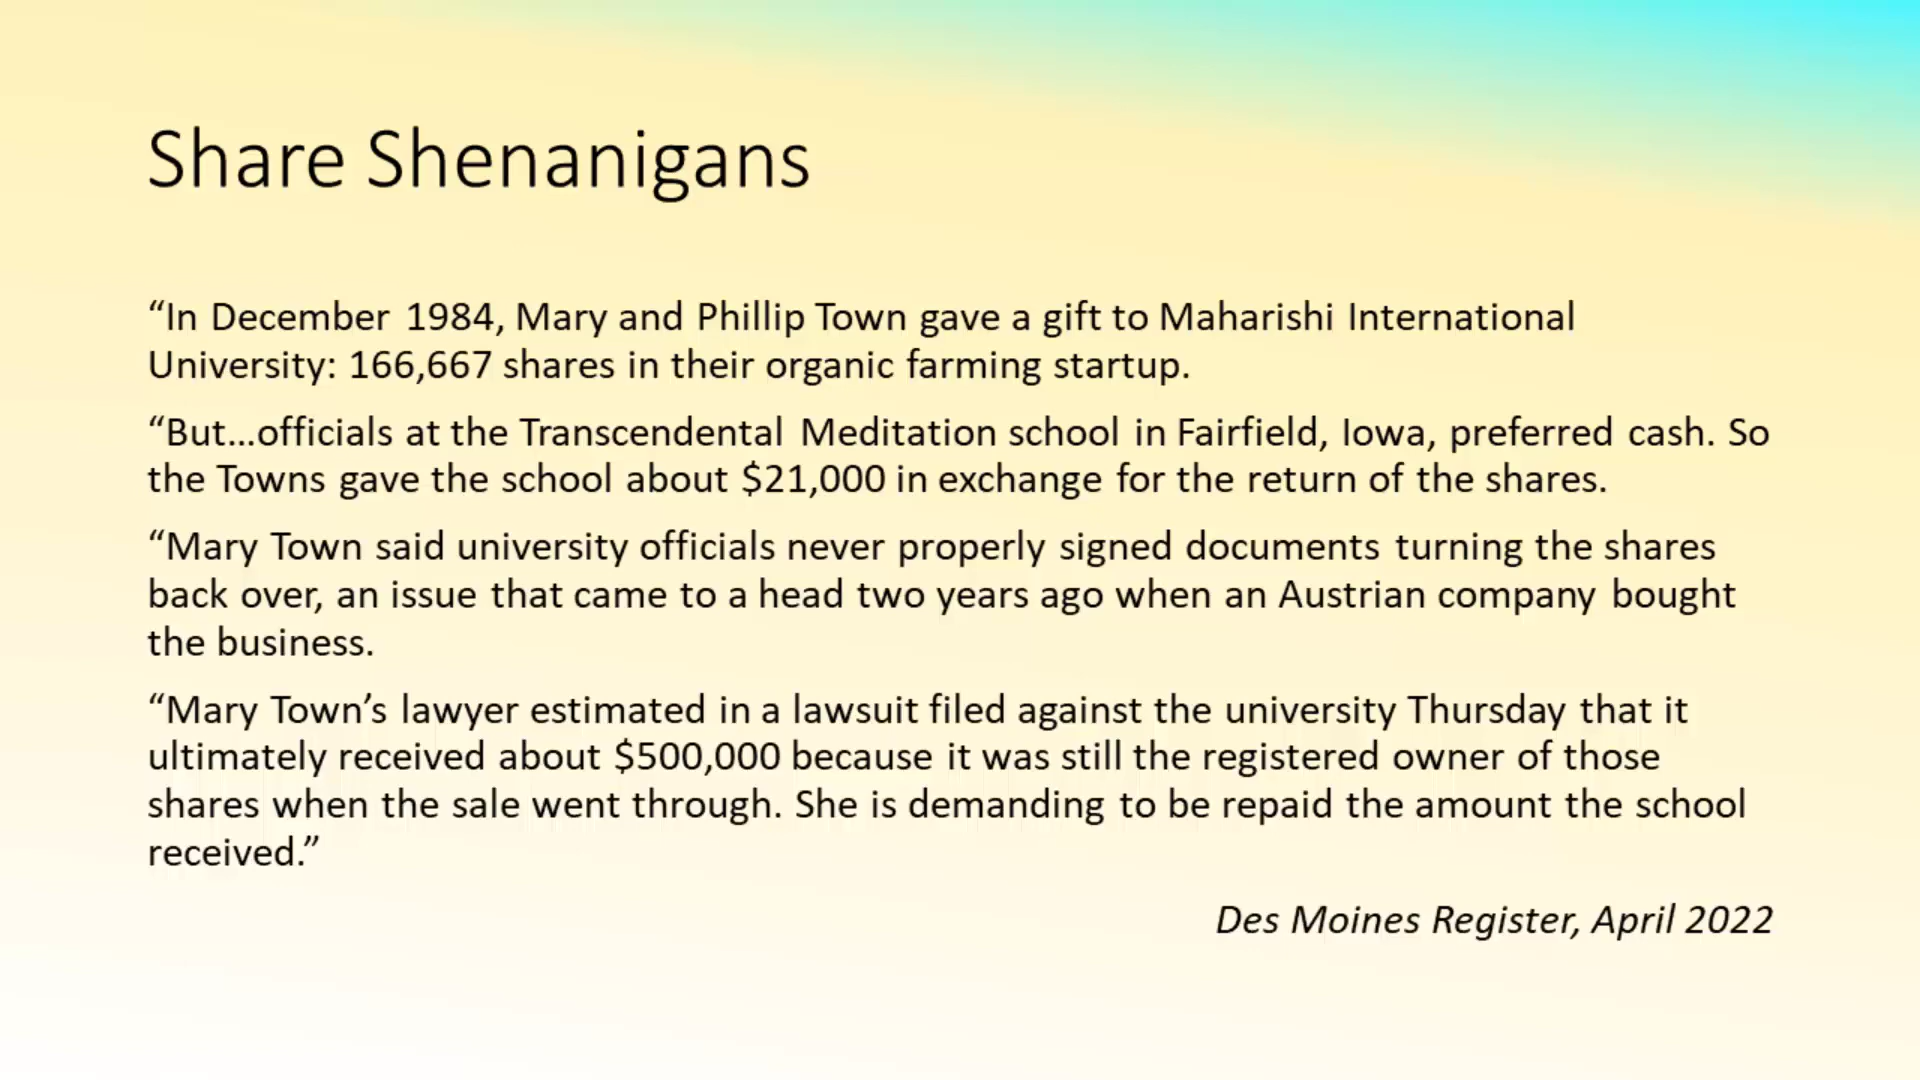 Share Shenanigans
“In December 1984, Mary and Phillip Town gave a gift to Maharishi International
University: 166,667 shares in their organic farming startup.
“But…officials at the Transcendental Meditation school in Fairfield, Iowa, preferred cash. So
the Towns gave the school about $21,000 in exchange for the return of the shares.
“Mary Town said university officials never properly signed documents turning the shares
back over, an issue that came to a head two years ago when an Austrian company bought
the business.
“Mary Town’s lawyer estimated in a lawsuit filed against the university Thursday that it
ultimately received about $500,000 because it was still the registered owner of those
shares when the sale went through. She is demanding to be repaid the amount the school
received.”
Des Moines Register, April 2022